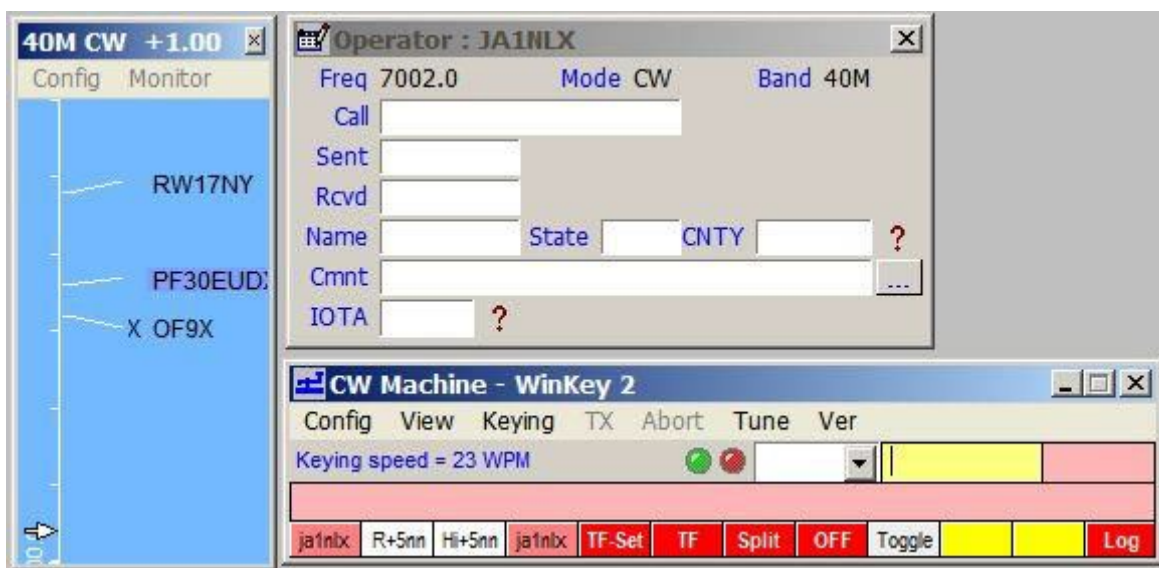 40M CW +1.00
Config Monitor
RW17NY
PF30EUD
X OF9X
Operator : JA1NLX
Freq 7002.0 Mode CW Band 40M
Call
Sent
Rcvd
Name State CNTY ?
Cmnt ...
IOTA ?
CW Machine - WinKey 2
Config View Keying TX Abort Tune Ver
Keying speed = 23 WPM
ja1nlx R+5nn Hi+5nn ja1nlx TF-Set TF Split OFF Toggle Log